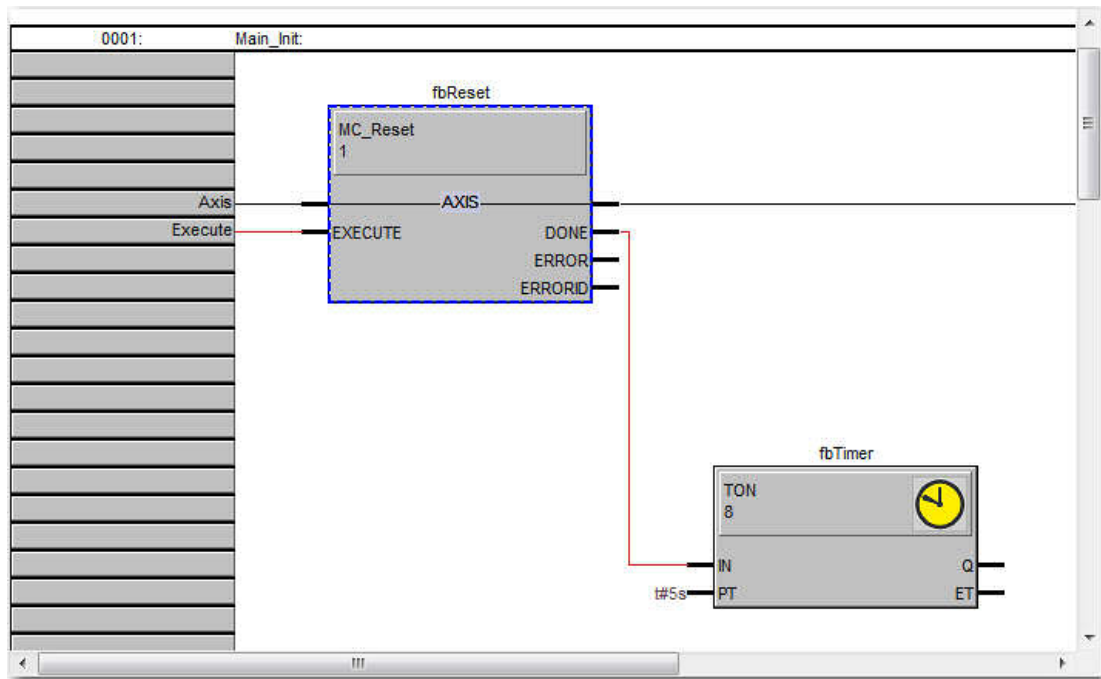 0001: Main_Init:
fbReset
MC_Reset
1
Axis AXIS
Execute EXECUTE DONE
ERROR
ERRORID
fbTimer
TON
8
IN Q
t#5s PT ET